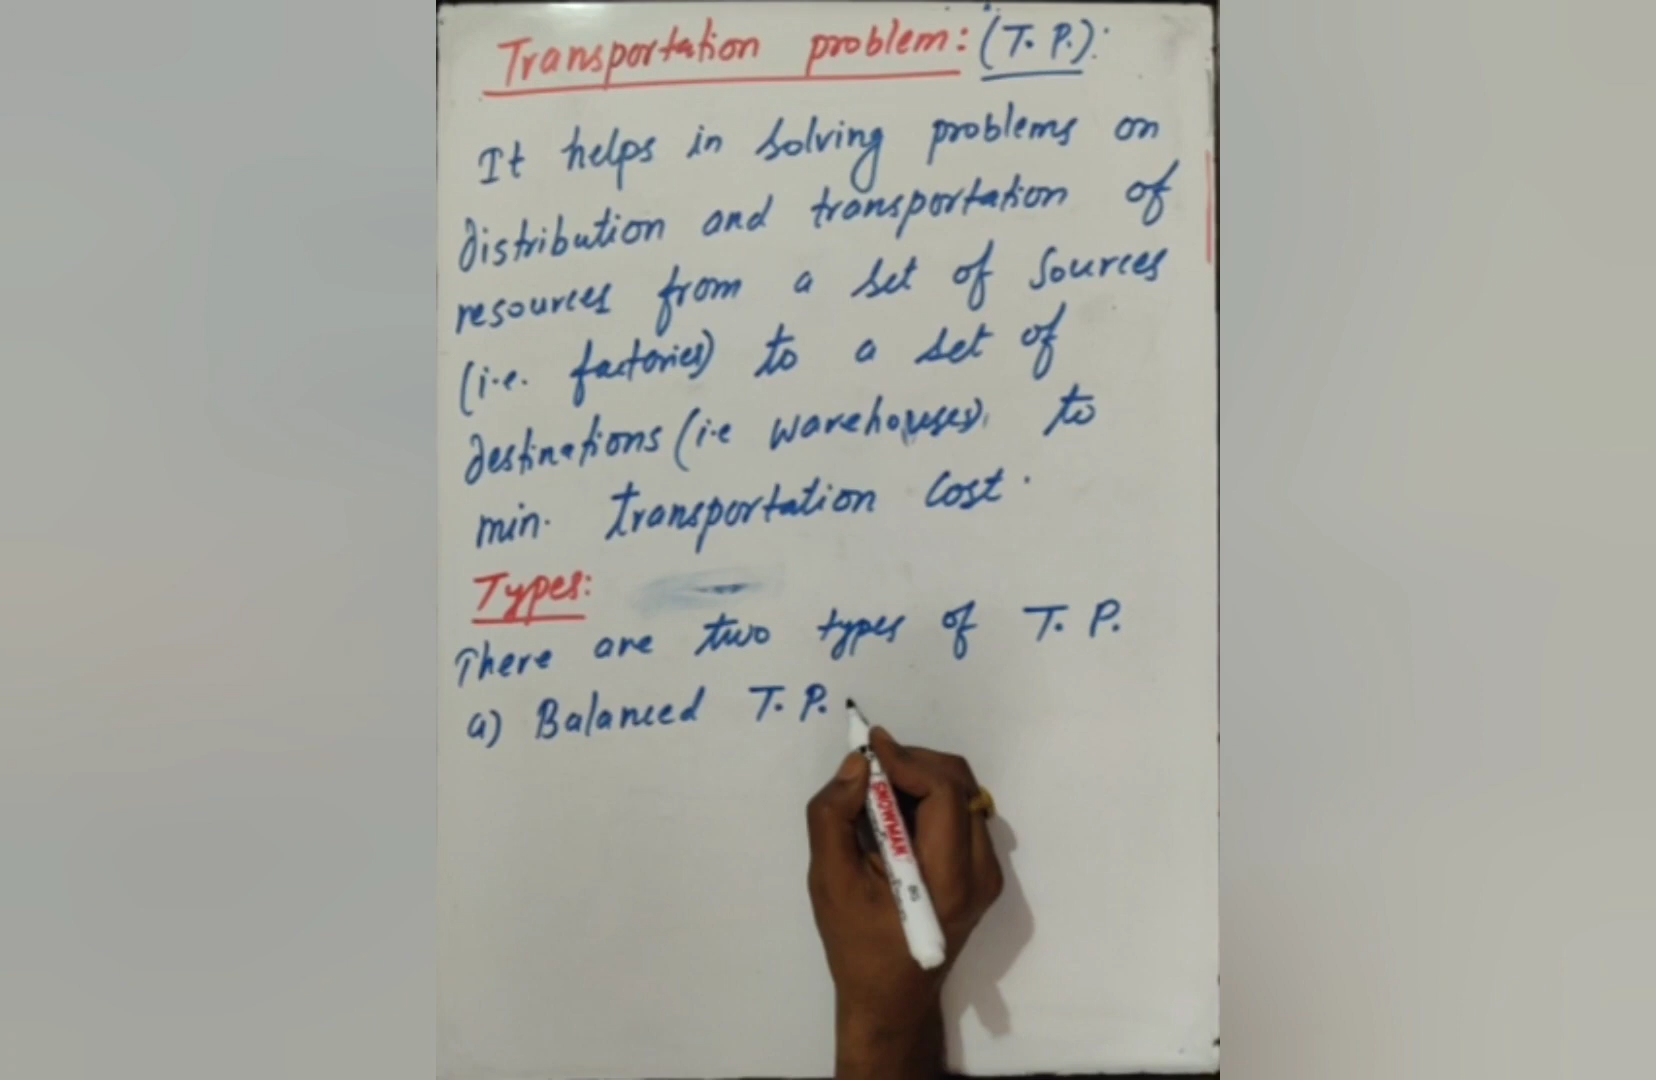 Transportation problem: (T. P.):
It helps in solving problems on
distribution and transportation of
resources from a set of sources
(i.e. factories) to a set of
destinations (i.e warehouses) to
min. transportation cost.
Types:
There are two types of T. P.
a) Balanced T. P.
SNOWMAN